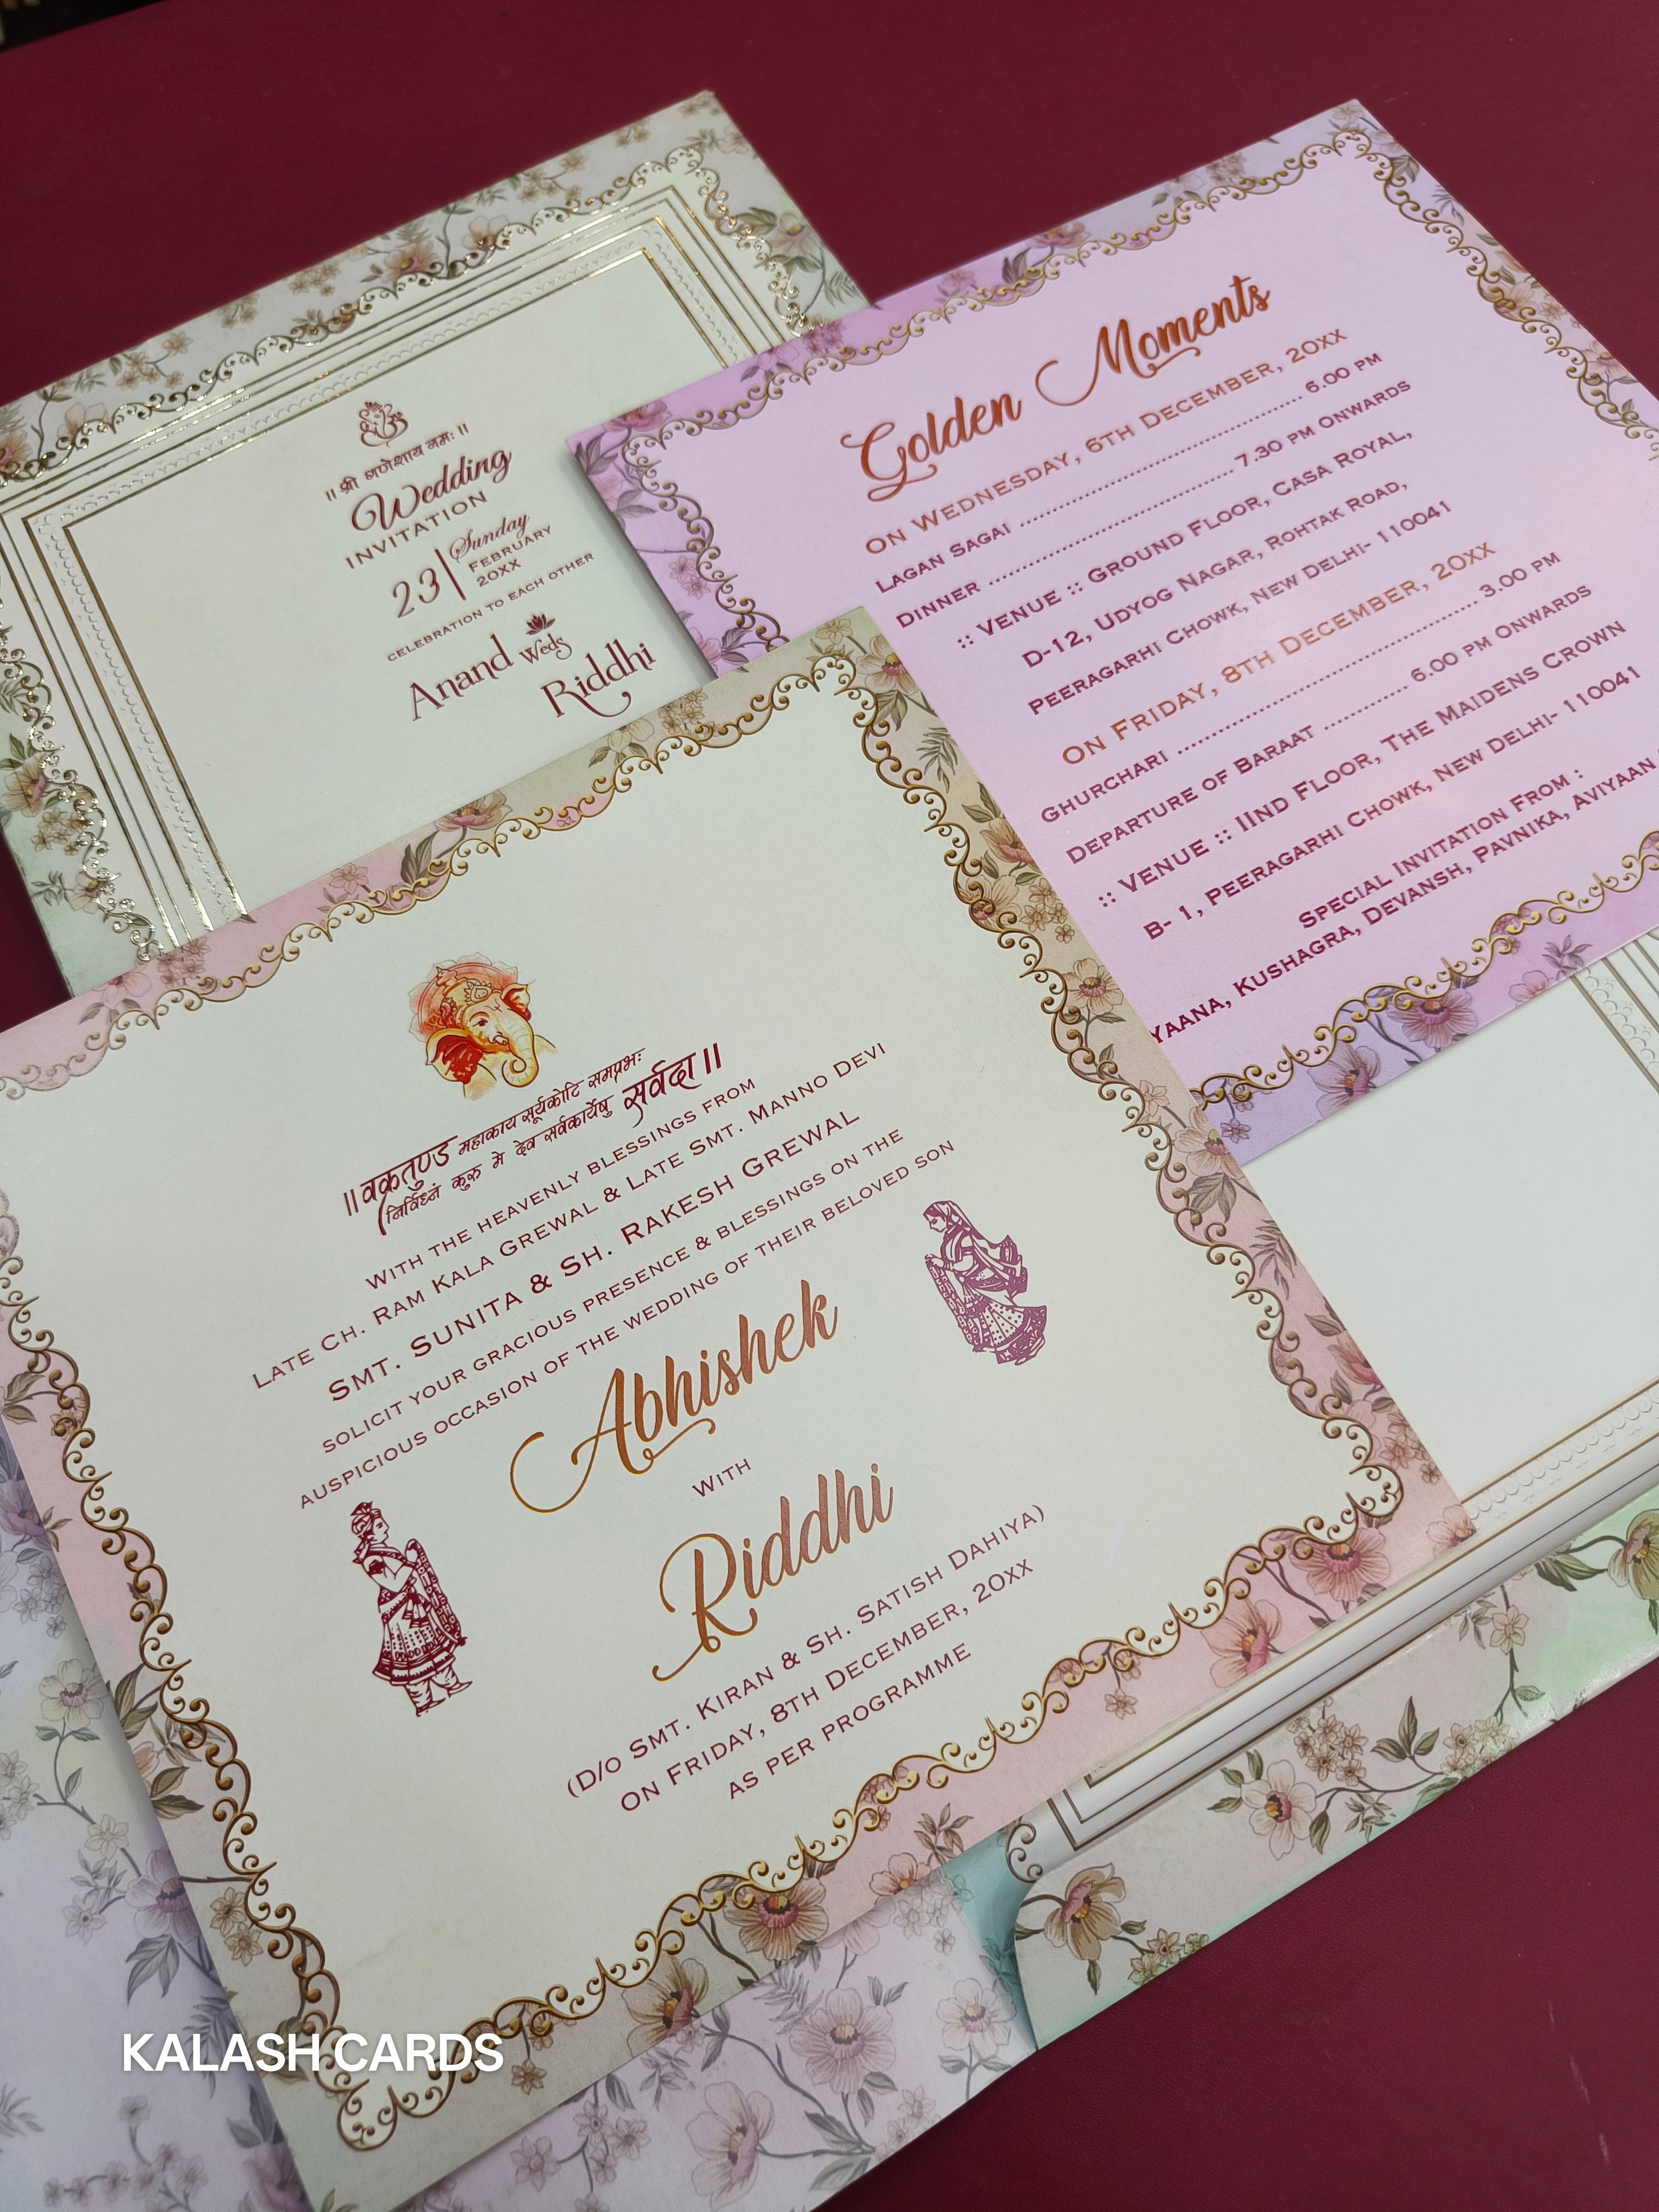 ॥ श्री गणेशाय नमः ॥
Wedding
INVITATION
23 Sunday
FEBRUARY
20XX
CELEBRATION TO EACH OTHER
Anand Weds
Riddhi
Golden Moments
ON WEDNESDAY, 6TH DECEMBER, 20XX
LAGAN SAGAI ........................................ 6.00 PM
DINNER ........................................ 7.30 PM ONWARDS
:: VENUE :: GROUND FLOOR, CASA ROYAL,
D-12, UDYOG NAGAR, ROHTAK ROAD,
PEERAGARHI CHOWK, NEW DELHI- 110041
ON FRIDAY, 8TH DECEMBER, 20XX
GHURCHARI ........................................ 3.00 PM
DEPARTURE OF BARAAT ............ 6.00 PM ONWARDS
:: VENUE :: IIND FLOOR, THE MAIDENS CROWN
B- 1, PEERAGARHI CHOWK, NEW DELHI- 110041
SPECIAL INVITATION FROM :
YAANA, KUSHAGRA, DEVANSH, PAVNIKA, AVIYAAN
॥ वक्रतुण्ड महाकाय सूर्यकोटि समप्रभः
निर्विघ्नं कुरु मे देव सर्वकार्येषु सर्वदा ॥
WITH THE HEAVENLY BLESSINGS FROM
LATE CH. RAM KALA GREWAL & LATE SMT. MANNO DEVI
SMT. SUNITA & SH. RAKESH GREWAL
SOLICIT YOUR GRACIOUS PRESENCE & BLESSINGS ON THE
AUSPICIOUS OCCASION OF THE WEDDING OF THEIR BELOVED SON
Abhishek
WITH
Riddhi
(D/O SMT. KIRAN & SH. SATISH DAHIYA)
ON FRIDAY, 8TH DECEMBER, 20XX
AS PER PROGRAMME
KALASH CARDS